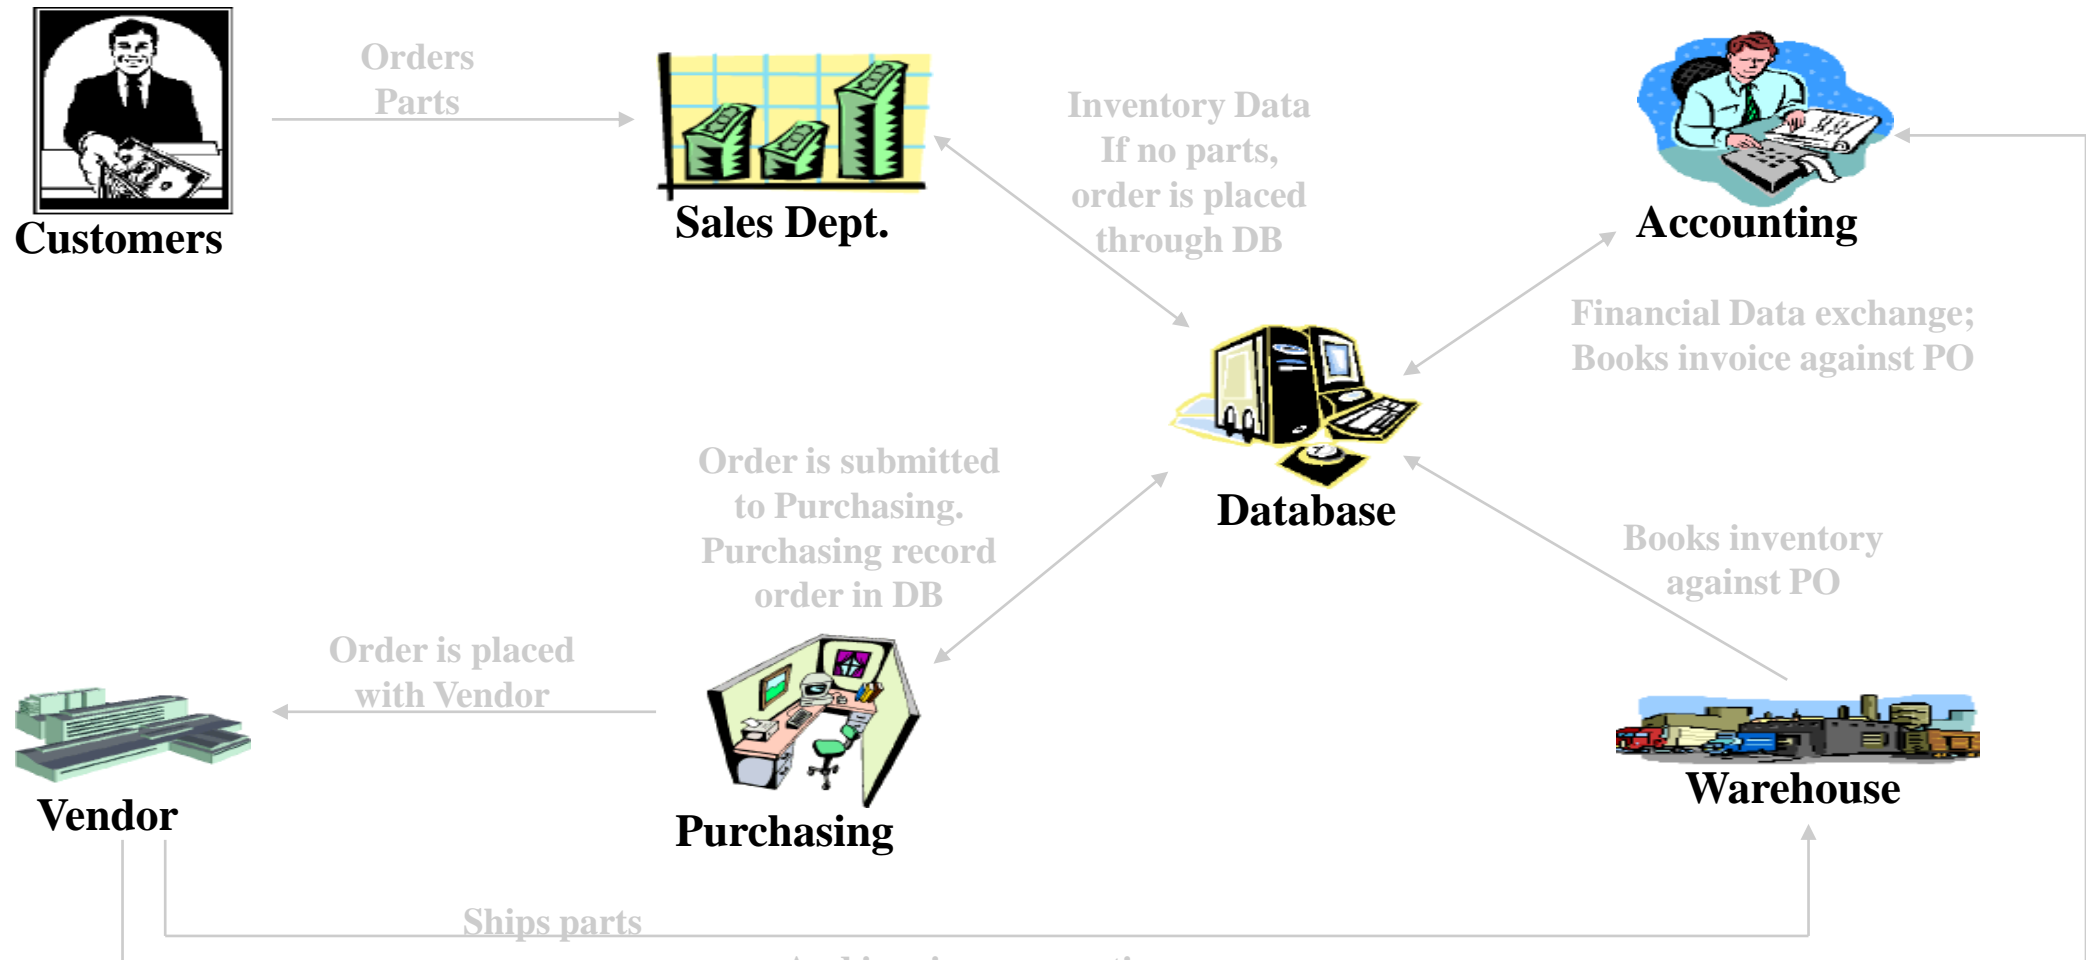 Orders
Parts
Customers
Sales Dept.
Inventory Data
If no parts,
order is placed
through DB
Accounting
Financial Data exchange;
Books invoice against PO
Database
Order is submitted
to Purchasing.
Purchasing record
order in DB
Books inventory
against PO
Order is placed
with Vendor
Vendor
Purchasing
Warehouse
Ships parts